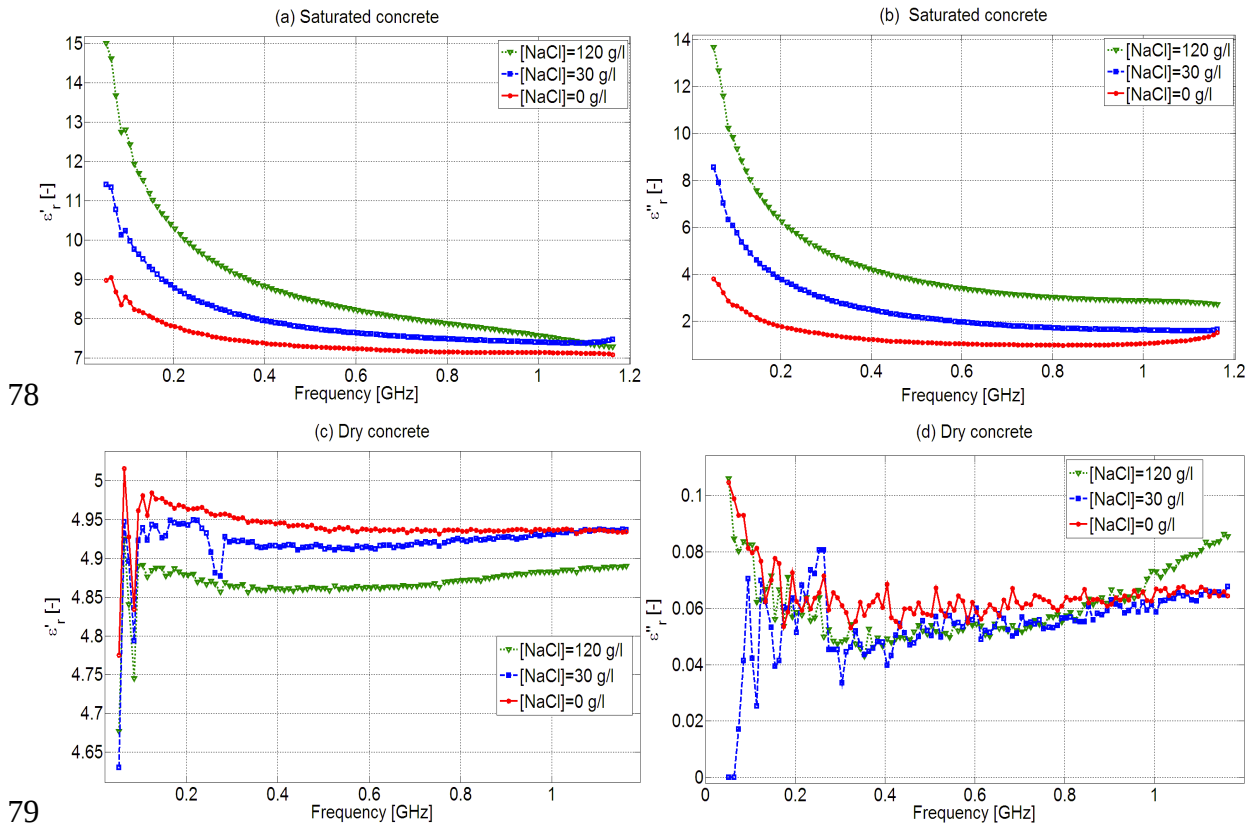 (a) Saturated concrete
15
14
13
12
11
10
9
8
7
ε'r [-]
[NaCl]=120 g/l
[NaCl]=30 g/l
[NaCl]=0 g/l
0.2 0.4 0.6 0.8 1 1.2
Frequency [GHz]
(b) Saturated concrete
14
12
10
8
6
4
2
ε"r [-]
[NaCl]=120 g/l
[NaCl]=30 g/l
[NaCl]=0 g/l
0.2 0.4 0.6 0.8 1 1.2
Frequency [GHz]
78
(c) Dry concrete
5
4.95
4.9
4.85
4.8
4.75
4.7
4.65
ε'r [-]
[NaCl]=120 g/l
[NaCl]=30 g/l
[NaCl]=0 g/l
0.2 0.4 0.6 0.8 1
Frequency [GHz]
(d) Dry concrete
0.1
0.08
0.06
0.04
0.02
0
ε"r [-]
[NaCl]=120 g/l
[NaCl]=30 g/l
[NaCl]=0 g/l
0 0.2 0.4 0.6 0.8 1
Frequency [GHz]
79